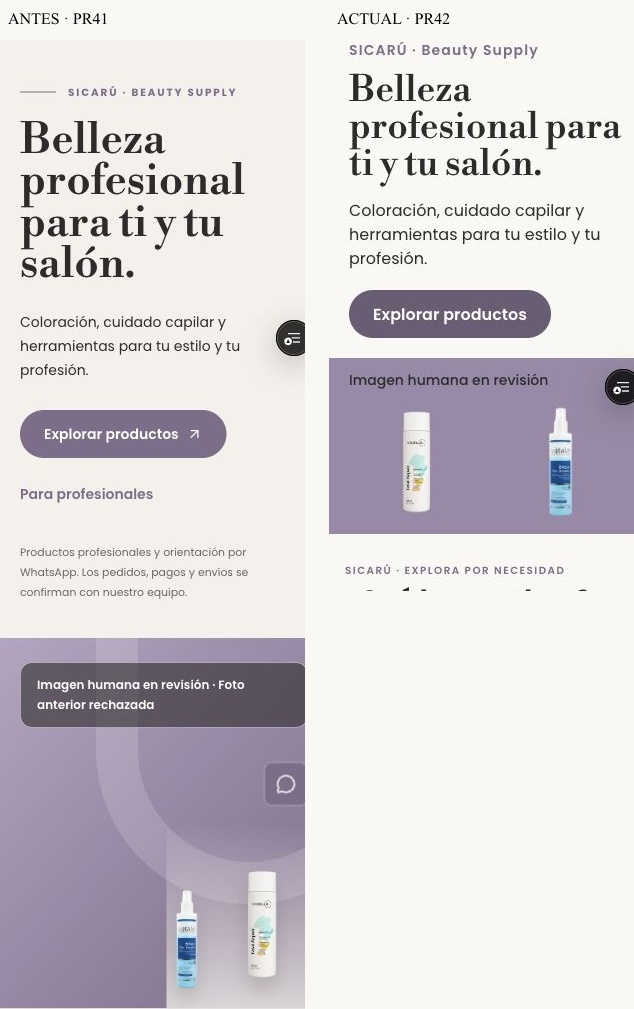 ANTES · PR41
SICARÚ · BEAUTY SUPPLY
Belleza
profesional
para ti y tu
salón.
Coloración, cuidado capilar y
herramientas para tu estilo y tu
profesión.
Explorar productos
Para profesionales
Productos profesionales y orientación por
WhatsApp. Los pedidos, pagos y envíos se
confirman con nuestro equipo.
Imagen humana en revisión · Foto
anterior rechazada
ACTUAL · PR42
SICARÚ · Beauty Supply
Belleza
profesional para
ti y tu salón.
Coloración, cuidado capilar y
herramientas para tu estilo y tu
profesión.
Explorar productos
Imagen humana en revisión
SICARÚ · EXPLORA POR NECESIDAD